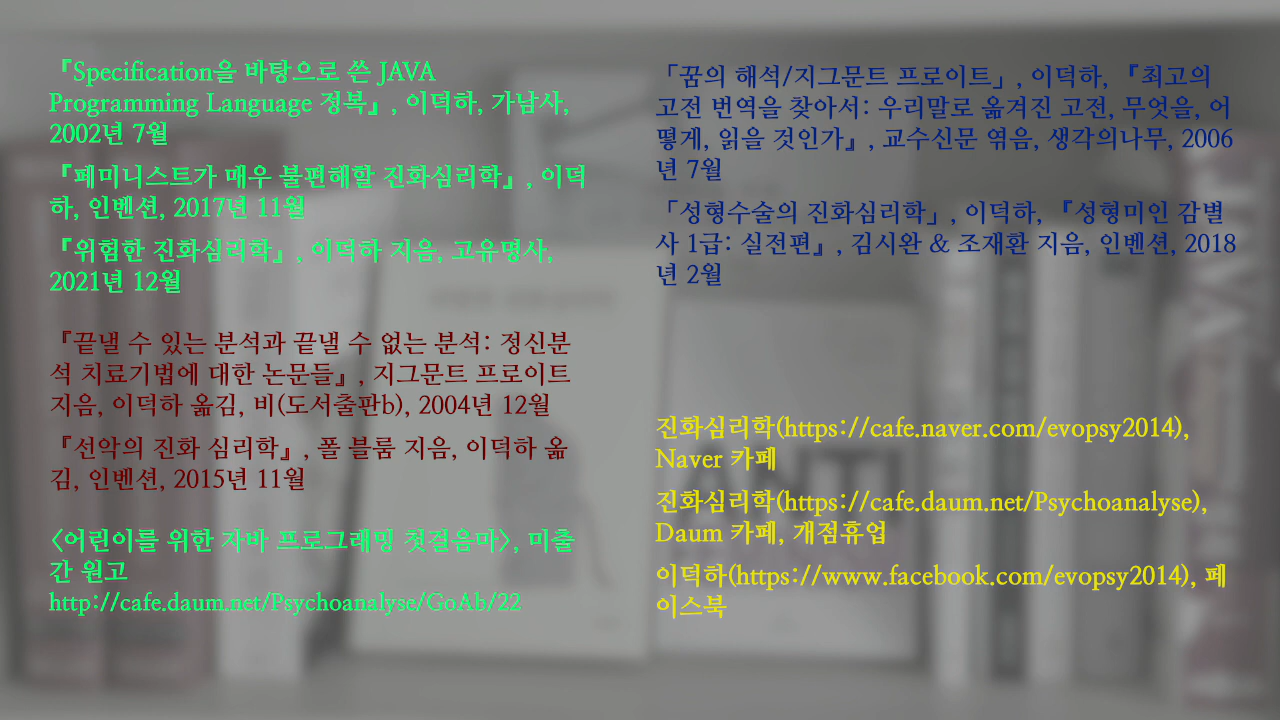 『Specification을 바탕으로 쓴 JAVA
Programming Language 정복』, 이덕하, 가남사,
2002년 7월
『페미니스트가 매우 불편해할 진화심리학』, 이덕
하, 인벤션, 2017년 11월
『위험한 진화심리학』, 이덕하 지음, 고유명사,
2021년 12월
『끝낼 수 있는 분석과 끝낼 수 없는 분석: 정신분
석 치료기법에 대한 논문들』, 지그문트 프로이트
지음, 이덕하 옮김, 비(도서출판b), 2004년 12월
『선악의 진화 심리학』, 폴 블룸 지음, 이덕하 옮
김, 인벤션, 2015년 11월
<어린이를 위한 자바 프로그래밍 첫걸음마>, 미출
간 원고
http://cafe.daum.net/Psychoanalyse/GoAb/22
「꿈의 해석/지그문트 프로이트」, 이덕하, 『최고의
고전 번역을 찾아서: 우리말로 옮겨진 고전, 무엇을, 어
떻게, 읽을 것인가』, 교수신문 엮음, 생각의나무, 2006
년 7월
「성형수술의 진화심리학」, 이덕하, 『성형미인 감별
사 1급: 실전편』, 김시완 & 조재환 지음, 인벤션, 2018
년 2월
진화심리학(https://cafe.naver.com/evopsy2014),
Naver 카페
진화심리학(https://cafe.daum.net/Psychoanalyse),
Daum 카페, 개점휴업
이덕하(https://www.facebook.com/evopsy2014), 페
이스북